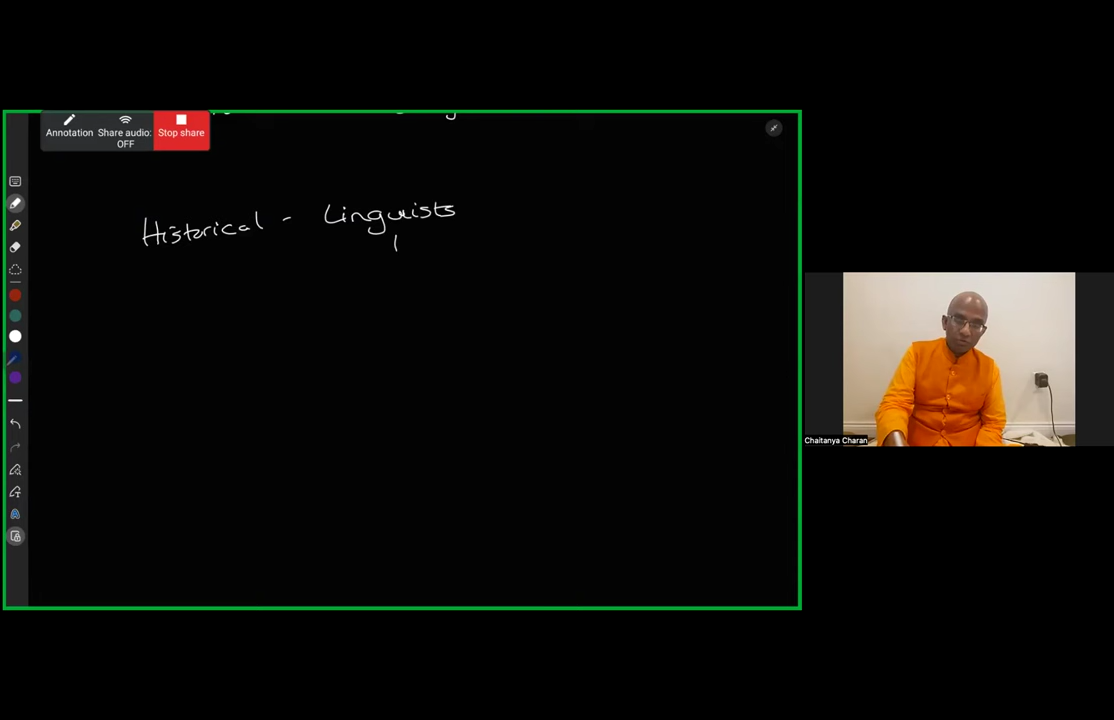 Annotation
Share audio: OFF
Stop share
Historical - Linguists
Chaitanya Charan